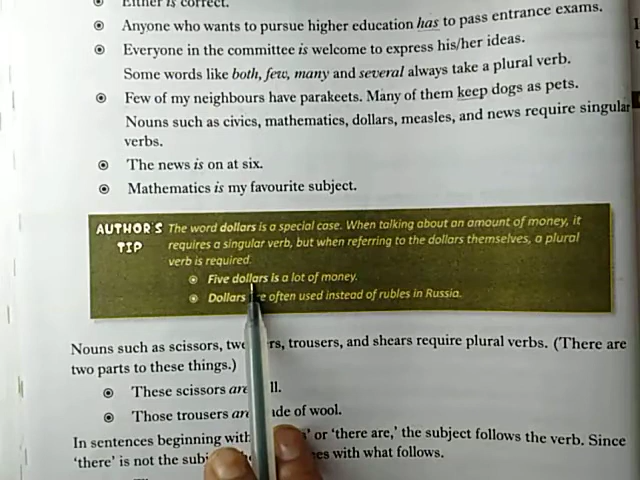 Either is correct.
Anyone who wants to pursue higher education has to pass entrance exams.
Everyone in the committee is welcome to express his/her ideas.
Some words like both, few, many and several always take a plural verb.
Few of my neighbours have parakeets. Many of them keep dogs as pets.
Nouns such as civics, mathematics, dollars, measles, and news require singular
verbs.
The news is on at six.
Mathematics is my favourite subject.
AUTHOR'S TIP
The word dollars is a special case. When talking about an amount of money, it
requires a singular verb, but when referring to the dollars themselves, a plural
verb is required.
Five dollars is a lot of money.
Dollars often used instead of rubles in Russia.
Nouns such as scissors, trousers, and shears require plural verbs. (There are
two parts to these things.)
These scissors are
Those trousers are of wool.
In sentences beginning with or 'there are,' the subject follows the verb. Since
'there' is not the with what follows.